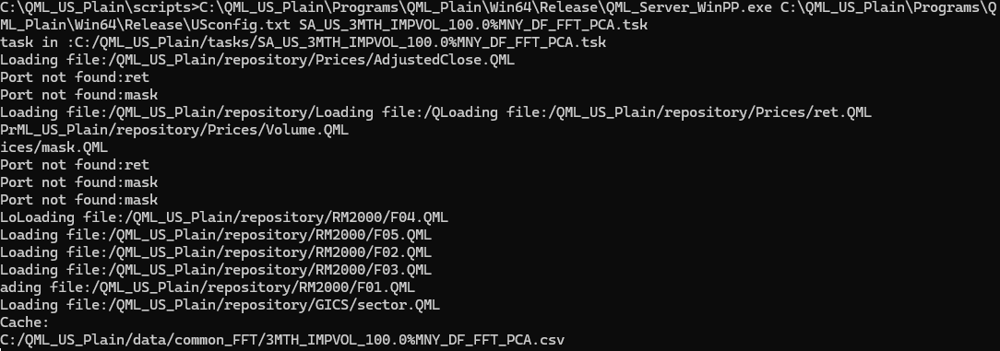 C:\QML_US_Plain\scripts>C:\QML_US_Plain\Programs\QML_Plain\Win64\Release\QML_Server_WinPP.exe C:\QML_US_Plain\Programs\Q
ML_Plain\Win64\Release\USconfig.txt SA_US_3MTH_IMPVOL_100.0%MNY_DF_FFT_PCA.tsk
task in :C:/QML_US_Plain/tasks/SA_US_3MTH_IMPVOL_100.0%MNY_DF_FFT_PCA.tsk
Loading file:/QML_US_Plain/repository/Prices/AdjustedClose.QML
Port not found:ret
Port not found:mask
Loading file:/QML_US_Plain/repository/Loading file:/QLoading file:/QML_US_Plain/repository/Prices/ret.QML
PrML_US_Plain/repository/Prices/Volume.QML
ices/mask.QML
Port not found:ret
Port not found:mask
Port not found:mask
LoLoading file:/QML_US_Plain/repository/RM2000/F04.QML
Loading file:/QML_US_Plain/repository/RM2000/F05.QML
Loading file:/QML_US_Plain/repository/RM2000/F02.QML
Loading file:/QML_US_Plain/repository/RM2000/F03.QML
ading file:/QML_US_Plain/repository/RM2000/F01.QML
Loading file:/QML_US_Plain/repository/GICS/sector.QML
Cache:
C:/QML_US_Plain/data/common_FFT/3MTH_IMPVOL_100.0%MNY_DF_FFT_PCA.csv